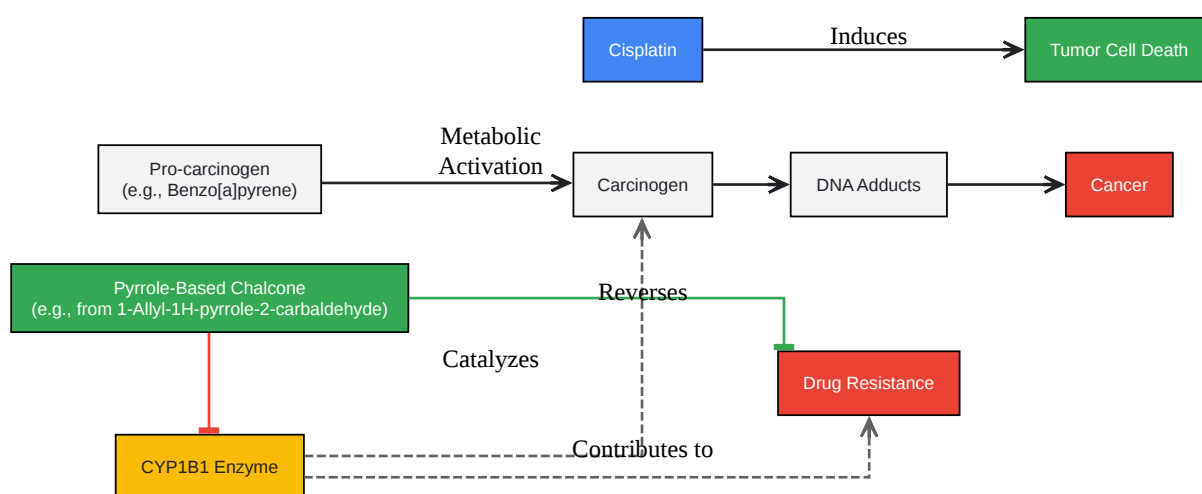 Cisplatin
Induces
Tumor Cell Death
Metabolic
Activation
Pro-carcinogen
(e.g., Benzo[a]pyrene)
Carcinogen
DNA Adducts
Cancer
Pyrrole-Based Chalcone
(e.g., from 1-Allyl-1H-pyrrole-2-carbaldehyde)
Reverses
Catalyzes
Drug Resistance
Contributes to
CYP1B1 Enzyme